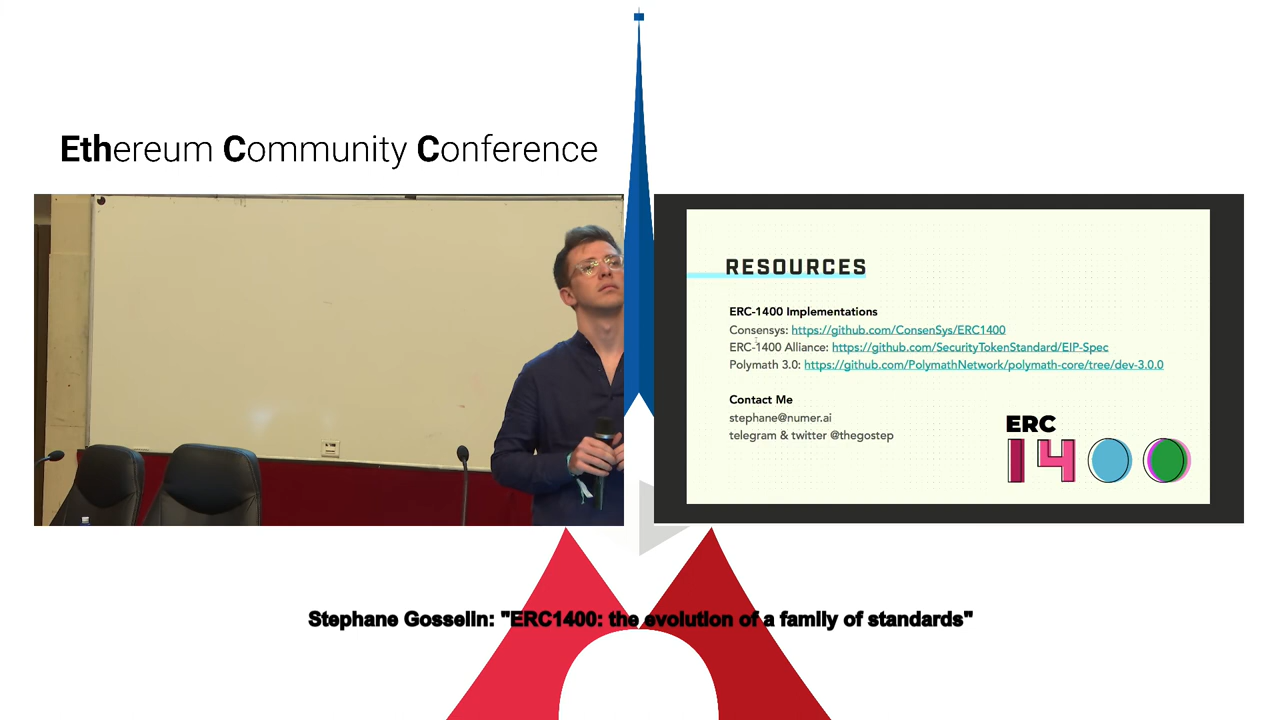 Ethereum Community Conference
RESOURCES
ERC-1400 Implementations
Consensys: https://github.com/ConsenSys/ERC1400
ERC-1400 Alliance: https://github.com/SecurityTokenStandard/EIP-Spec
Polymath 3.0: https://github.com/PolymathNetwork/polymath-core/tree/dev-3.0.0
Contact Me
stephane@numer.ai
telegram & twitter @thegostep
ERC
1400
Stephane Gosselin: "ERC1400: the evolution of a family of standards"